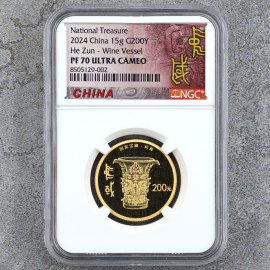 National Treasure
2024 China 15g G200Y
He Zun - Wine Vessel
PF 70 ULTRA CAMEO
8505129-002
CHINA
NGC
200元